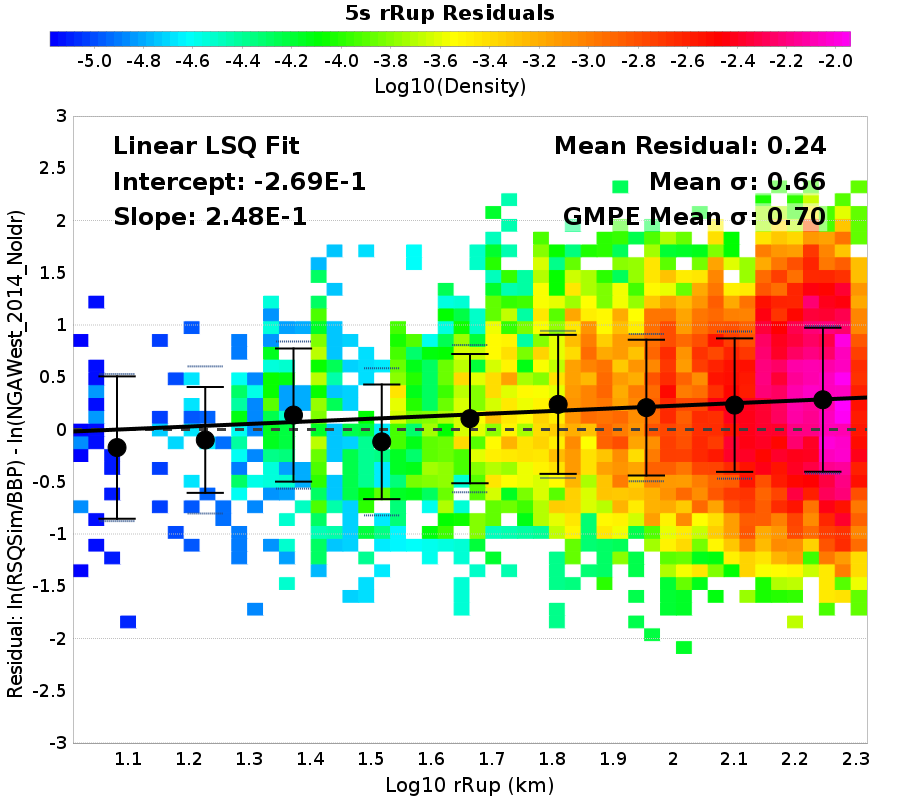 5s rRup Residuals
-5.0 -4.8 -4.6 -4.4 -4.2 -4.0 -3.8 -3.6 -3.4 -3.2 -3.0 -2.8 -2.6 -2.4 -2.2 -2.0
Log10(Density)
Residual: ln(RSQSim/BBP) - ln(NGAWest_2014_NoIdr)
3
2.5
2
1.5
1
0.5
0
-0.5
-1
-1.5
-2
-2.5
-3
Linear LSQ Fit
Intercept: -2.69E-1
Slope: 2.48E-1
Mean Residual: 0.24
Mean σ: 0.66
GMPE Mean σ: 0.70
1.1 1.2 1.3 1.4 1.5 1.6 1.7 1.8 1.9 2 2.1 2.2 2.3
Log10 rRup (km)